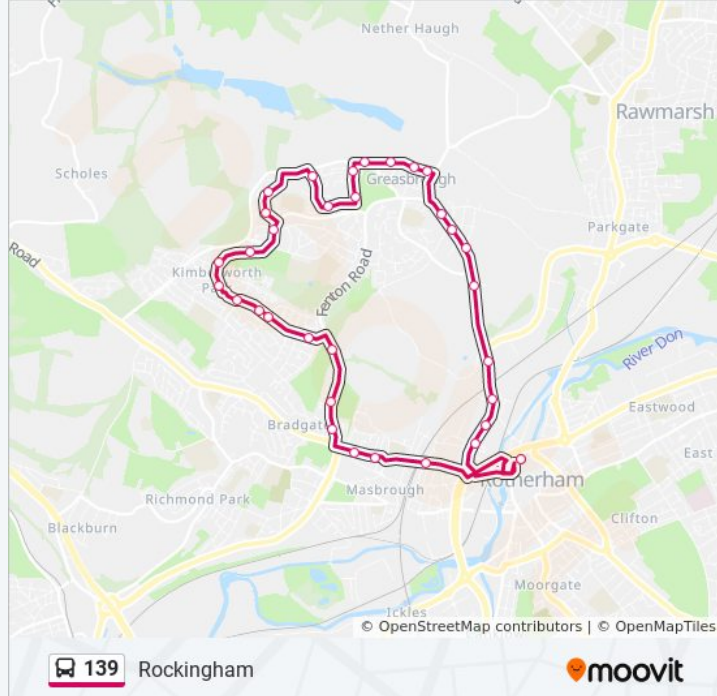 Nether Haugh
Rawmarsh
Scholes
Greasbrough
Parkgate
Road
Kimberworth
Park
Fenton Road
River Don
Eastwood
East
Bradgate
Rotherham
Masbrough
Richmond Park
Clifton
Blackburn
Moorgate
Ickles
© OpenStreetMap contributors | © OpenMapTiles
139 Rockingham
moovit